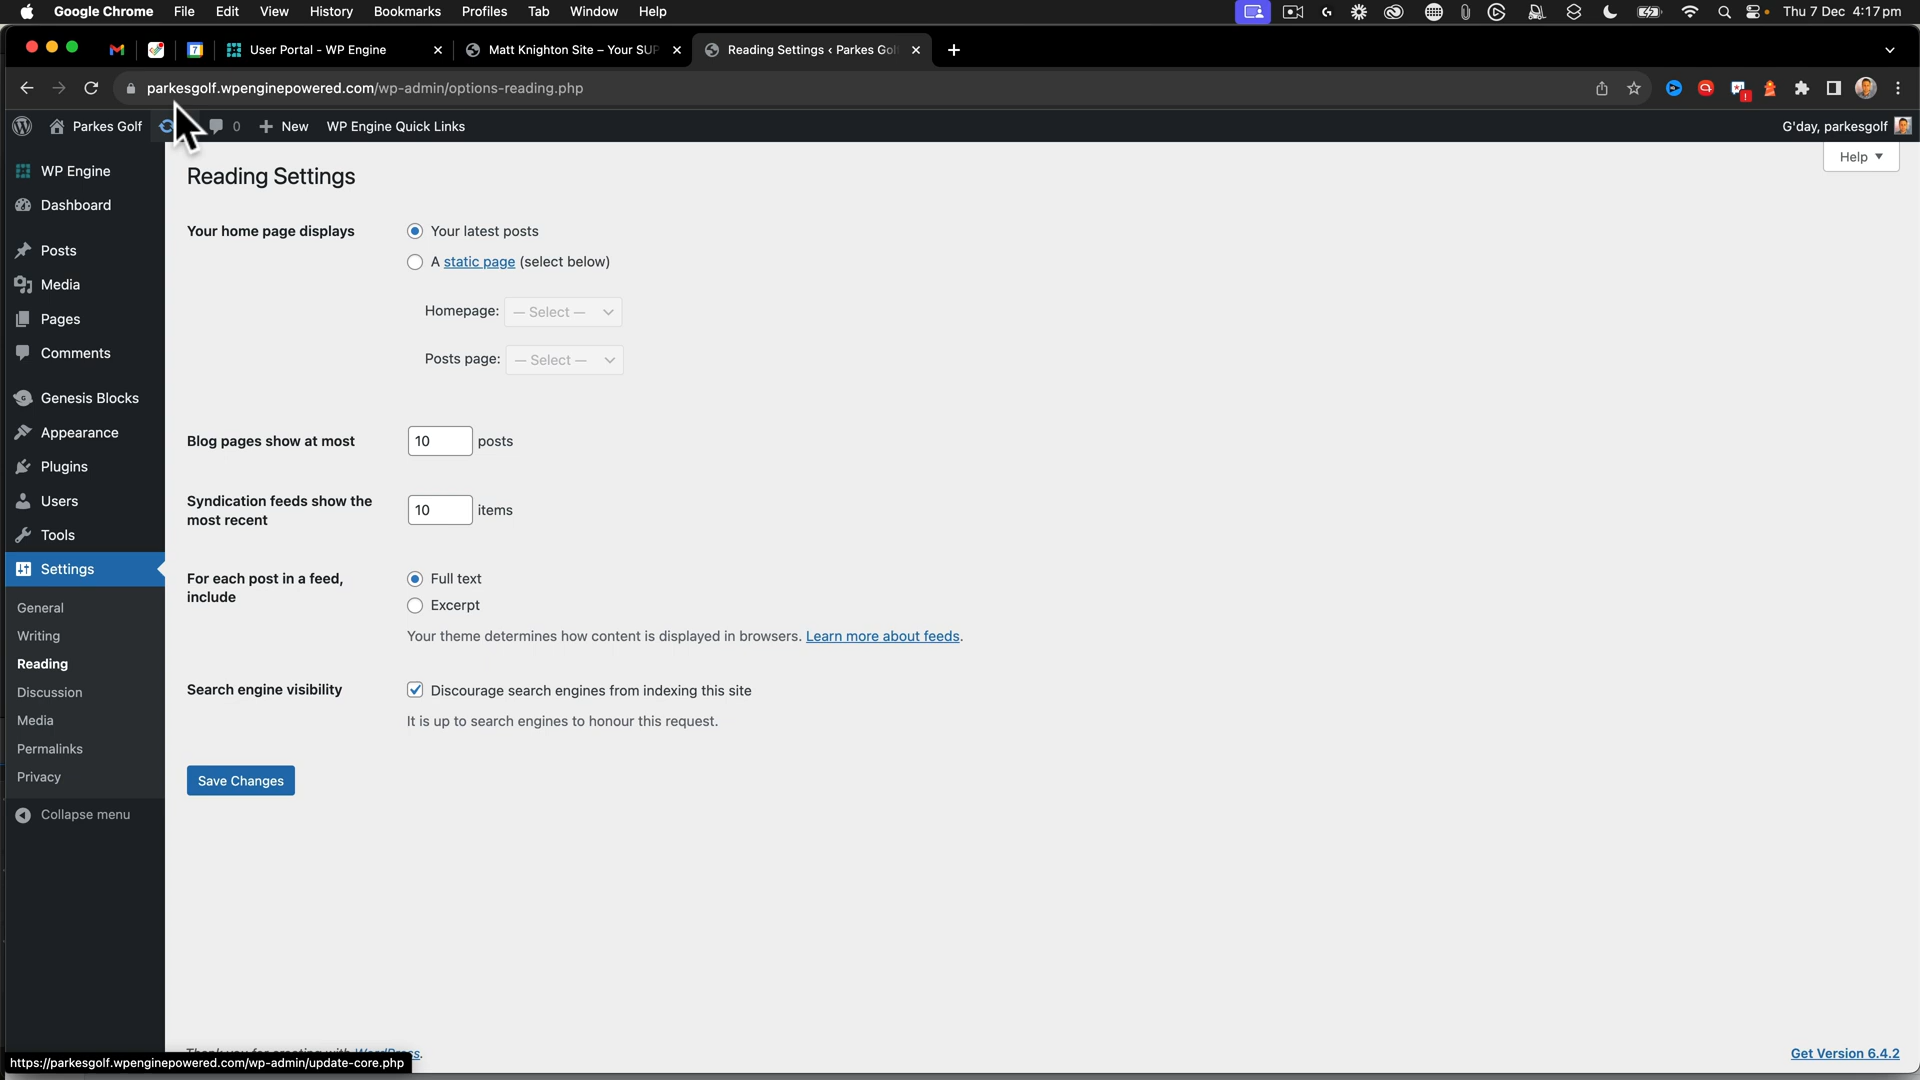 Google Chrome File Edit View History Bookmarks Profiles Tab Window Help Thu 7 Dec 4:17 pm
7 User Portal - WP Engine Matt Knighton Site – Your SUP Reading Settings ‹ Parkes Gol
parkesgolf.wpenginepowered.com/wp-admin/options-reading.php
Parkes Golf 0 New WP Engine Quick Links G'day, parkesgolf
Help
WP Engine
Dashboard
Posts
Media
Pages
Comments
Genesis Blocks
Appearance
Plugins
Users
Tools
Settings
General
Writing
Reading
Discussion
Media
Permalinks
Privacy
Collapse menu
Reading Settings
Your home page displays
Your latest posts
A static page (select below)
Homepage: — Select —
Posts page: — Select —
Blog pages show at most 10 posts
Syndication feeds show the
most recent
10 items
For each post in a feed,
include
Full text
Excerpt
Your theme determines how content is displayed in browsers. Learn more about feeds.
Search engine visibility
Discourage search engines from indexing this site
It is up to search engines to honour this request.
Save Changes
Get Version 6.4.2
https://parkesgolf.wpenginepowered.com/wp-admin/update-core.php